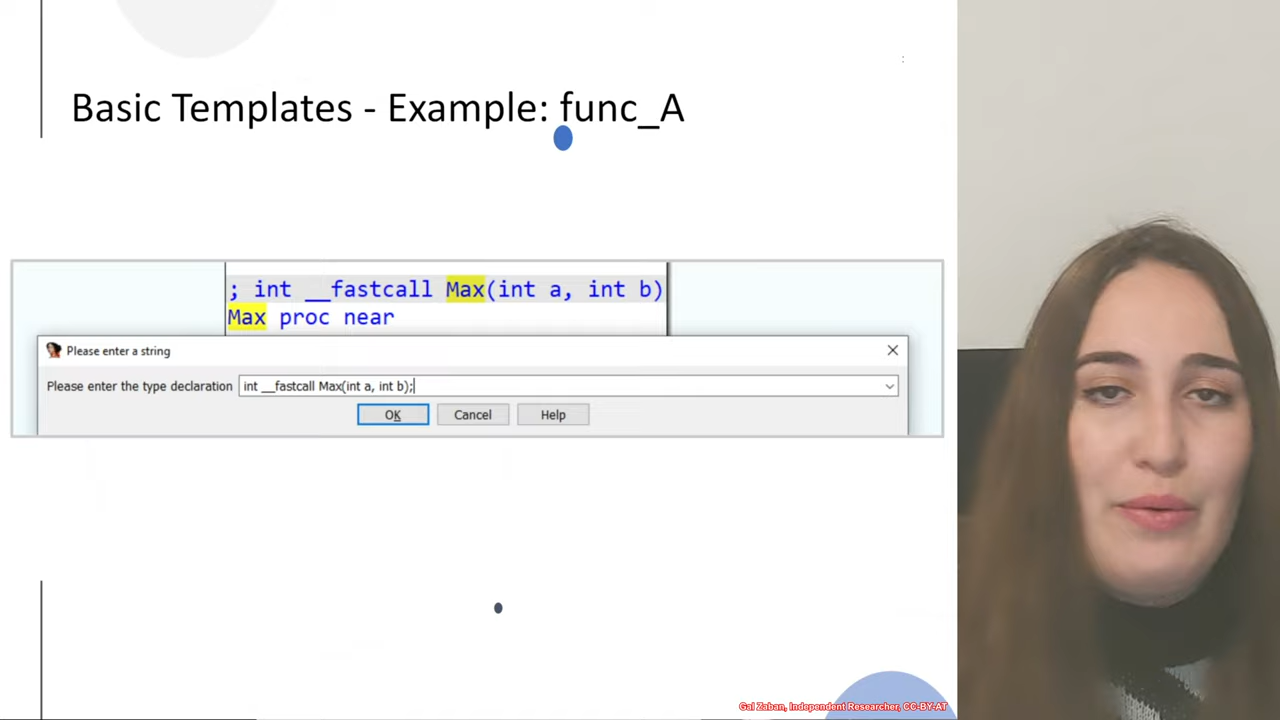 Basic Templates - Example: func_A
; int __fastcall Max(int a, int b)
Max proc near
Please enter a string
Please enter the type declaration int __fastcall Max(int a, int b);
OK Cancel Help
Gal Zaban, Independent Researcher, CC-BY-AT